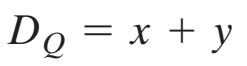 D_Q = x + y